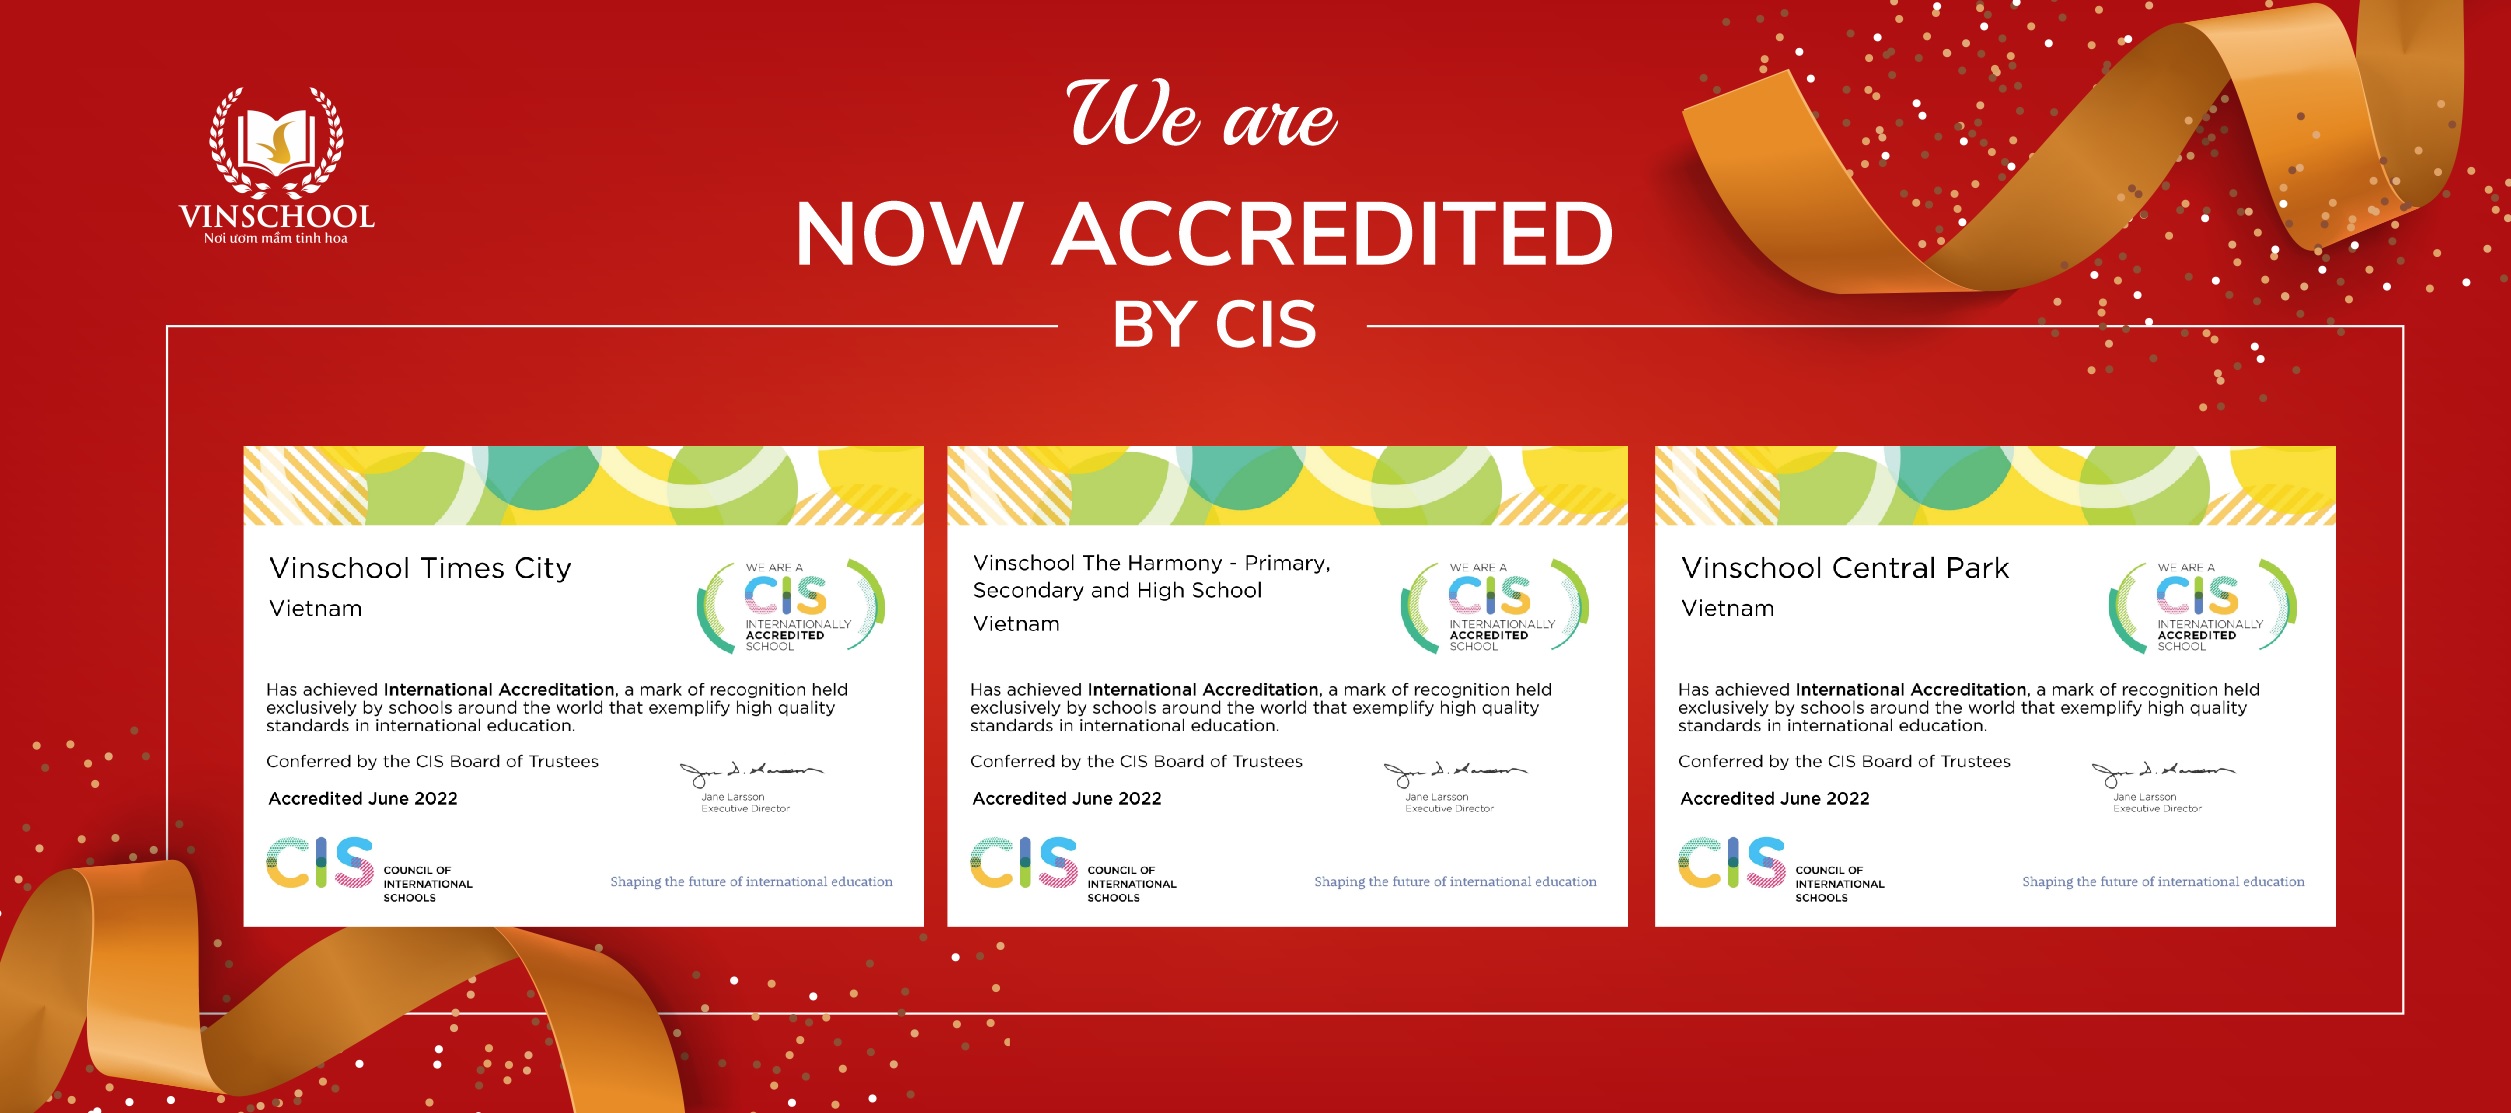 VINSCHOOL
Nơi ươm mầm tinh hoa
We are
NOW ACCREDITED
BY CIS
Vinschool Times City
Vietnam
WE ARE A
CIS
INTERNATIONALLY
ACCREDITED
SCHOOL
Has achieved International Accreditation, a mark of recognition held
exclusively by schools around the world that exemplify high quality
standards in international education.
Conferred by the CIS Board of Trustees
Accredited June 2022
Jane Larsson
Executive Director
CIS
COUNCIL OF
INTERNATIONAL
SCHOOLS
Shaping the future of international education
Vinschool The Harmony - Primary,
Secondary and High School
Vietnam
WE ARE A
CIS
INTERNATIONALLY
ACCREDITED
SCHOOL
Has achieved International Accreditation, a mark of recognition held
exclusively by schools around the world that exemplify high quality
standards in international education.
Conferred by the CIS Board of Trustees
Accredited June 2022
Jane Larsson
Executive Director
CIS
COUNCIL OF
INTERNATIONAL
SCHOOLS
Shaping the future of international education
Vinschool Central Park
Vietnam
WE ARE A
CIS
INTERNATIONALLY
ACCREDITED
SCHOOL
Has achieved International Accreditation, a mark of recognition held
exclusively by schools around the world that exemplify high quality
standards in international education.
Conferred by the CIS Board of Trustees
Accredited June 2022
Jane Larsson
Executive Director
CIS
COUNCIL OF
INTERNATIONAL
SCHOOLS
Shaping the future of international education